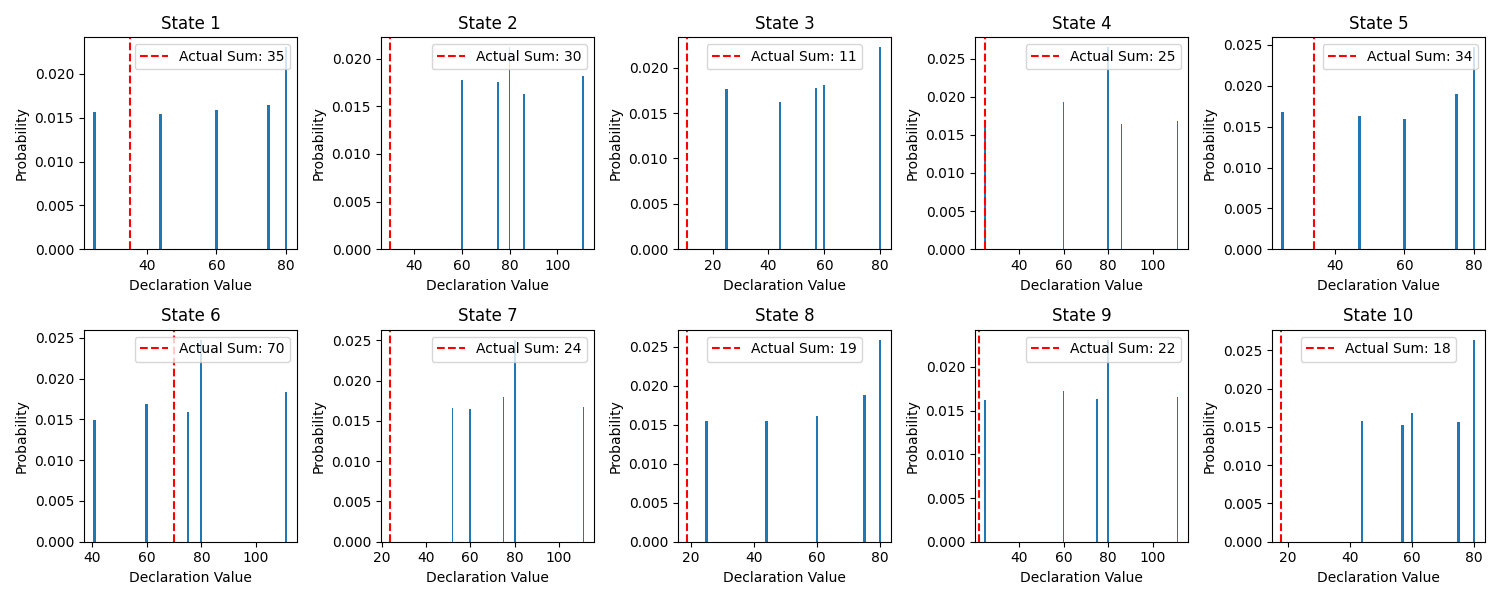 State 1
State 2
State 3
State 4
State 5
Actual Sum: 35
Actual Sum: 30
Actual Sum: 11
Actual Sum: 25
Actual Sum: 34
Probability
0.020
0.015
0.010
0.005
0.000
40
60
80
Declaration Value
Probability
0.020
0.015
0.010
0.005
0.000
40
60
80
100
Declaration Value
Probability
0.020
0.015
0.010
0.005
0.000
20
40
60
80
Declaration Value
Probability
0.025
0.020
0.015
0.010
0.005
0.000
40
60
80
100
Declaration Value
Probability
0.025
0.020
0.015
0.010
0.005
0.000
40
60
80
Declaration Value
State 6
State 7
State 8
State 9
State 10
Actual Sum: 70
Actual Sum: 24
Actual Sum: 19
Actual Sum: 22
Actual Sum: 18
Probability
0.025
0.020
0.015
0.010
0.005
0.000
40
60
80
100
Declaration Value
Probability
0.025
0.020
0.015
0.010
0.005
0.000
20
40
60
80
100
Declaration Value
Probability
0.025
0.020
0.015
0.010
0.005
0.000
20
40
60
80
Declaration Value
Probability
0.020
0.015
0.010
0.005
0.000
40
60
80
100
Declaration Value
Probability
0.025
0.020
0.015
0.010
0.005
0.000
20
40
60
80
Declaration Value